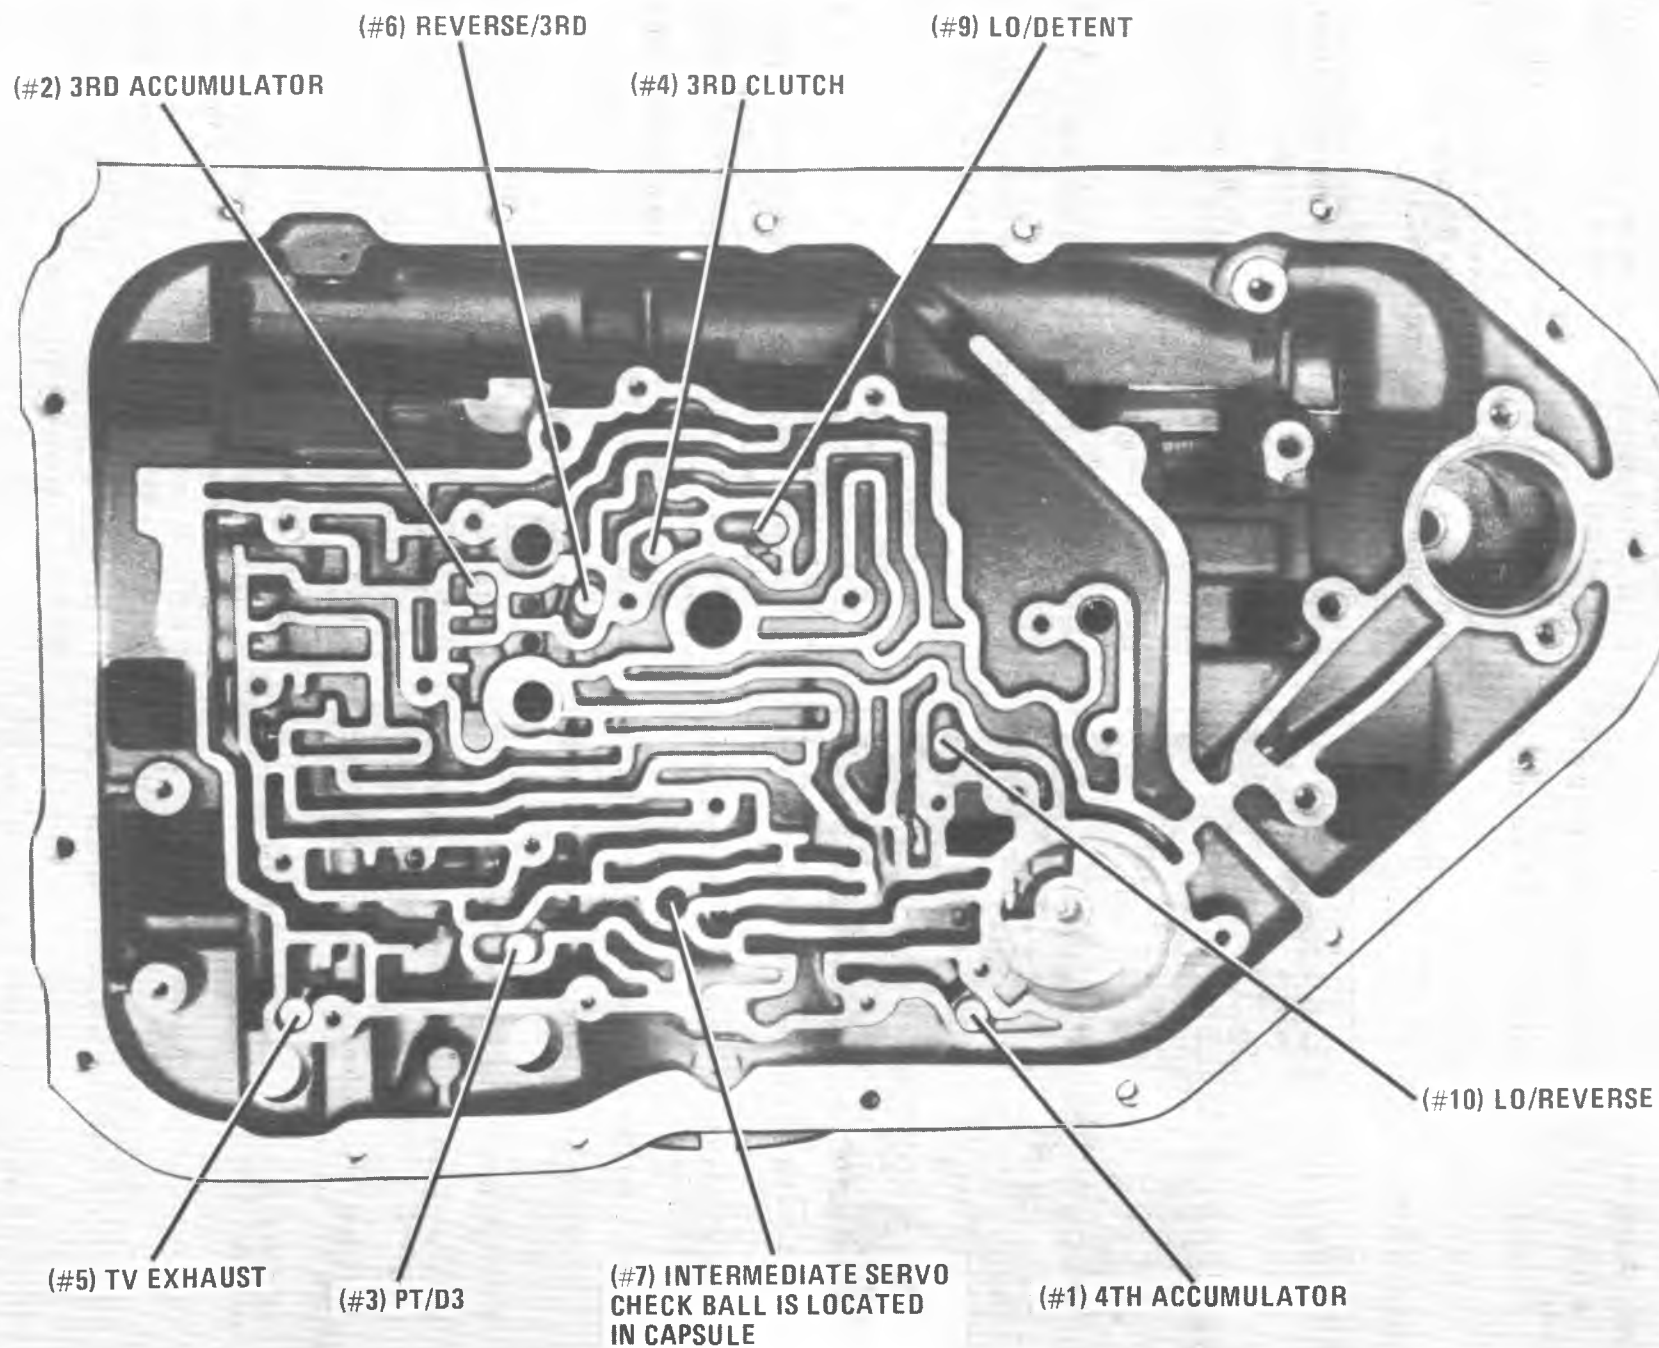 (#6) REVERSE/3RD
(#9) LO/DETENT
(#2) 3RD ACCUMULATOR
(#4) 3RD CLUTCH
(#10) LO/REVERSE
(#5) TV EXHAUST
(#3) PT/D3
(#7) INTERMEDIATE SERVO
CHECK BALL IS LOCATED
IN CAPSULE
(#1) 4TH ACCUMULATOR